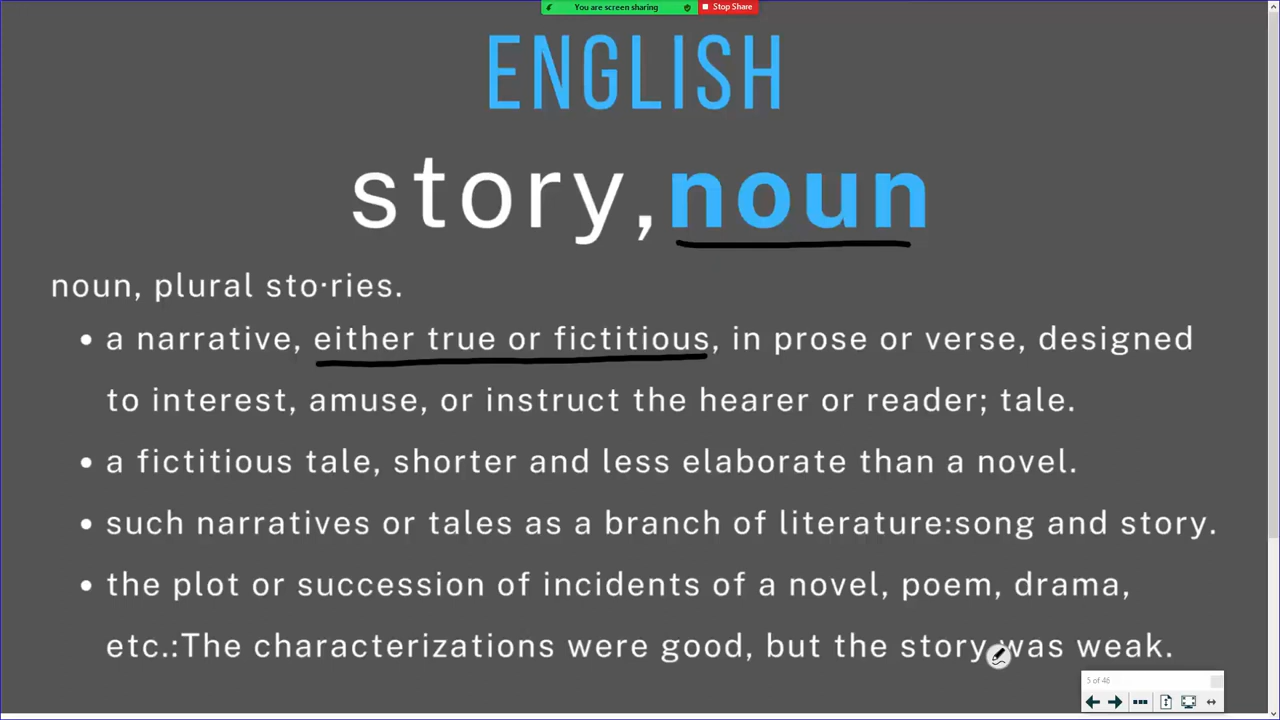 You are screen sharing Stop Share
ENGLISH
story,noun
noun, plural sto·ries.
• a narrative, either true or fictitious, in prose or verse, designed
to interest, amuse, or instruct the hearer or reader; tale.
• a fictitious tale, shorter and less elaborate than a novel.
• such narratives or tales as a branch of literature:song and story.
• the plot or succession of incidents of a novel, poem, drama,
etc.:The characterizations were good, but the story was weak.
5 of 46